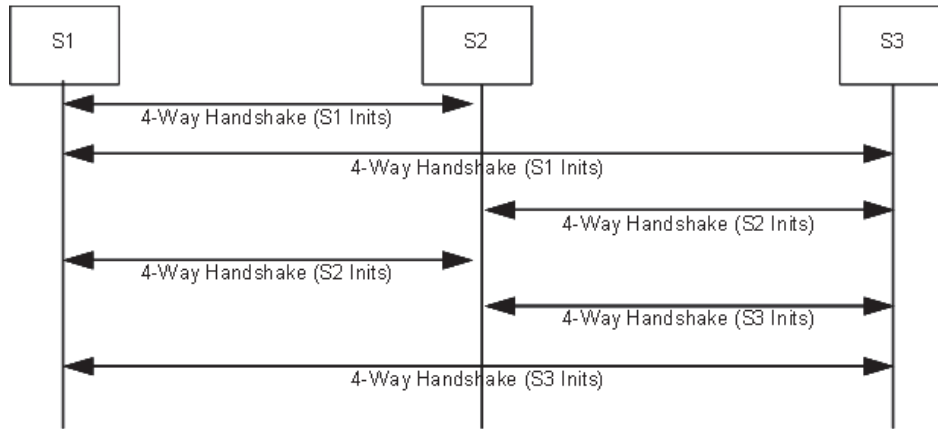 S1
S2
S3
4-Way Handshake (S1 Inits)
4-Way Handshake (S1 Inits)
4-Way Handshake (S2 Inits)
4-Way Handshake (S2 Inits)
4-Way Handshake (S3 Inits)
4-Way Handshake (S3 Inits)